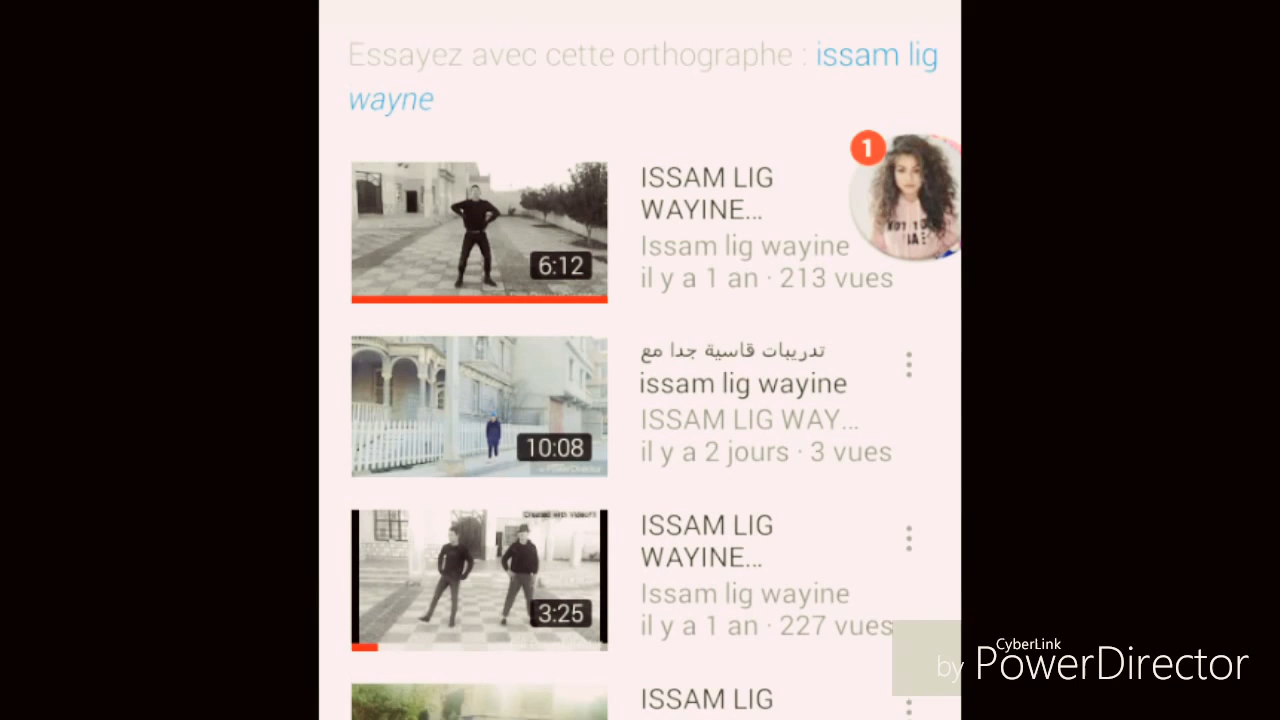 Essayez avec cette orthographe : issam lig
wayne
1
ISSAM LIG
WAYINE...
Issam lig wayine
il y a 1 an · 213 vues
6:12
تدريبات قاسية جدا مع
issam lig wayine
ISSAM LIG WAY...
il y a 2 jours · 3 vues
10:08
PowerDirector
ISSAM LIG
WAYINE...
Issam lig wayine
il y a 1 an · 227 vues
3:25
ISSAM LIG
CyberLink
by PowerDirector